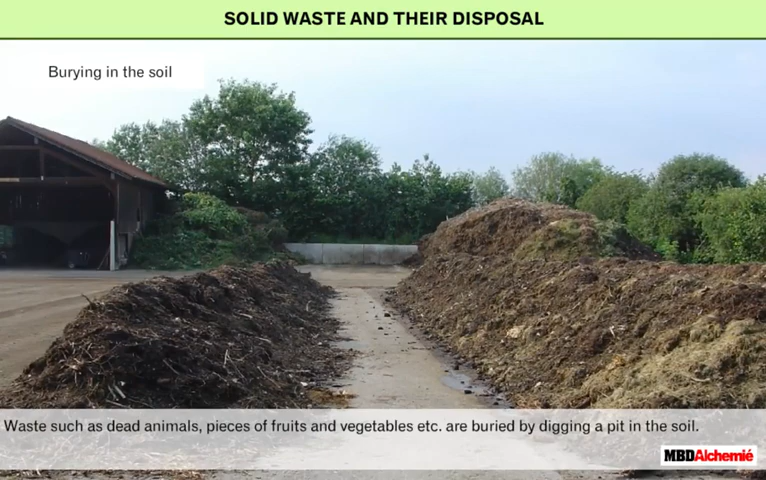 SOLID WASTE AND THEIR DISPOSAL
Burying in the soil
Waste such as dead animals, pieces of fruits and vegetables etc. are buried by digging a pit in the soil.
MBDAlchemié